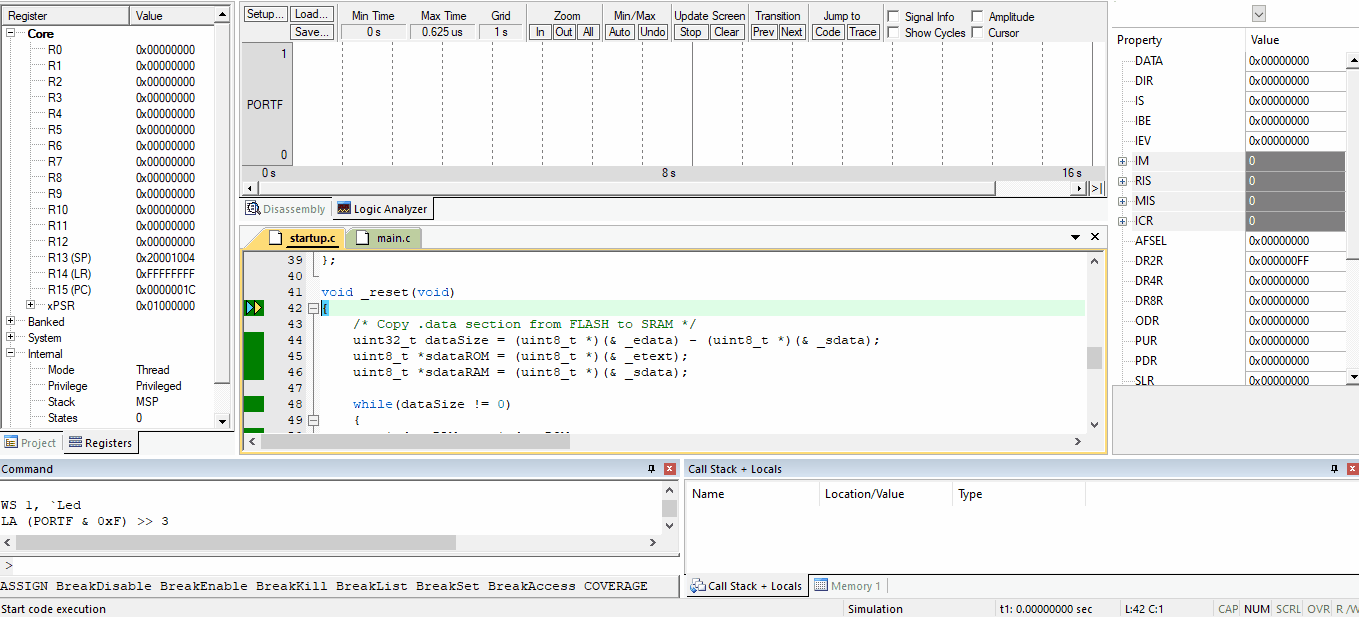 Register Value
Core
R0 0x00000000
R1 0x00000000
R2 0x00000000
R3 0x00000000
R4 0x00000000
R5 0x00000000
R6 0x00000000
R7 0x00000000
R8 0x00000000
R9 0x00000000
R10 0x00000000
R11 0x00000000
R12 0x00000000
R13 (SP) 0x20001004
R14 (LR) 0xFFFFFFFF
R15 (PC) 0x0000001C
xPSR 0x01000000
Banked
System
Internal
Mode Thread
Privilege Privileged
Stack MSP
States 0
Project Registers
Setup... Load... Min Time Max Time Grid Zoom Min/Max Update Screen Transition Jump to Signal Info Amplitude
Save... 0 s 0.625 us 1 s In Out All Auto Undo Stop Clear Prev Next Code Trace Show Cycles Cursor
1
PORTF
0
0 s 8 s 16 s
>|
Disassembly Logic Analyzer
startup.c main.c
39 };
40
41 void _reset(void)
42 {
43 /* Copy .data section from FLASH to SRAM */
44 uint32_t dataSize = (uint8_t *)(& _edata) - (uint8_t *)(& _sdata);
45 uint8_t *sdataROM = (uint8_t *)(& _etext);
46 uint8_t *sdataRAM = (uint8_t *)(& _sdata);
47
48 while(dataSize != 0)
49 {
Property Value
DATA 0x00000000
DIR 0x00000000
IS 0x00000000
IBE 0x00000000
IEV 0x00000000
IM 0
RIS 0
MIS 0
ICR 0
AFSEL 0x00000000
DR2R 0x000000FF
DR4R 0x00000000
DR8R 0x00000000
ODR 0x00000000
PUR 0x00000000
PDR 0x00000000
SLR 0x00000000
Command
WS 1, `Led
LA (PORTF & 0xF) >> 3
>
ASSIGN BreakDisable BreakEnable BreakKill BreakList BreakSet BreakAccess COVERAGE
Call Stack + Locals
Name Location/Value Type
Call Stack + Locals Memory 1
Start code execution Simulation t1: 0.00000000 sec L:42 C:1 CAP NUM SCRL OVR R /W